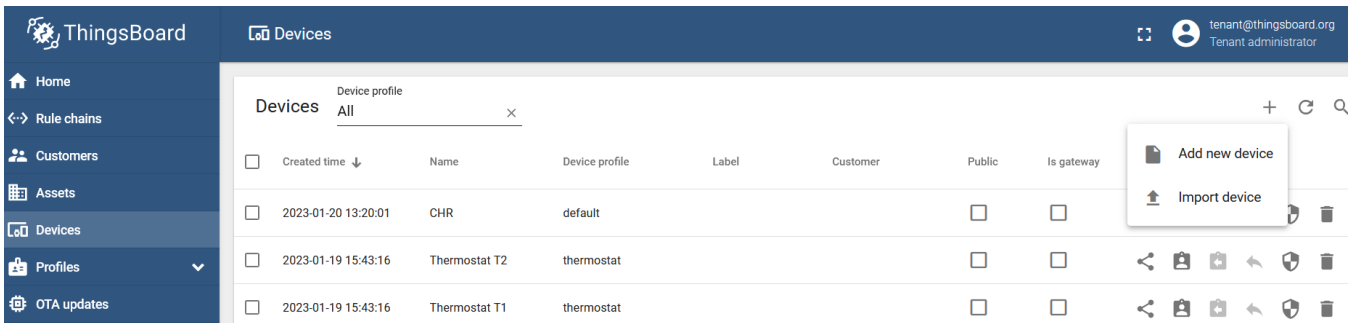 ThingsBoard
Devices
tenant@thingsboard.org
Tenant administrator
Home
Rule chains
Customers
Assets
Devices
Profiles
OTA updates
Devices
Device profile
All
Add new device
Import device
Created time Name Device profile Label Customer Public Is gateway
2023-01-20 13:20:01 CHR default
2023-01-19 15:43:16 Thermostat T2 thermostat
2023-01-19 15:43:16 Thermostat T1 thermostat